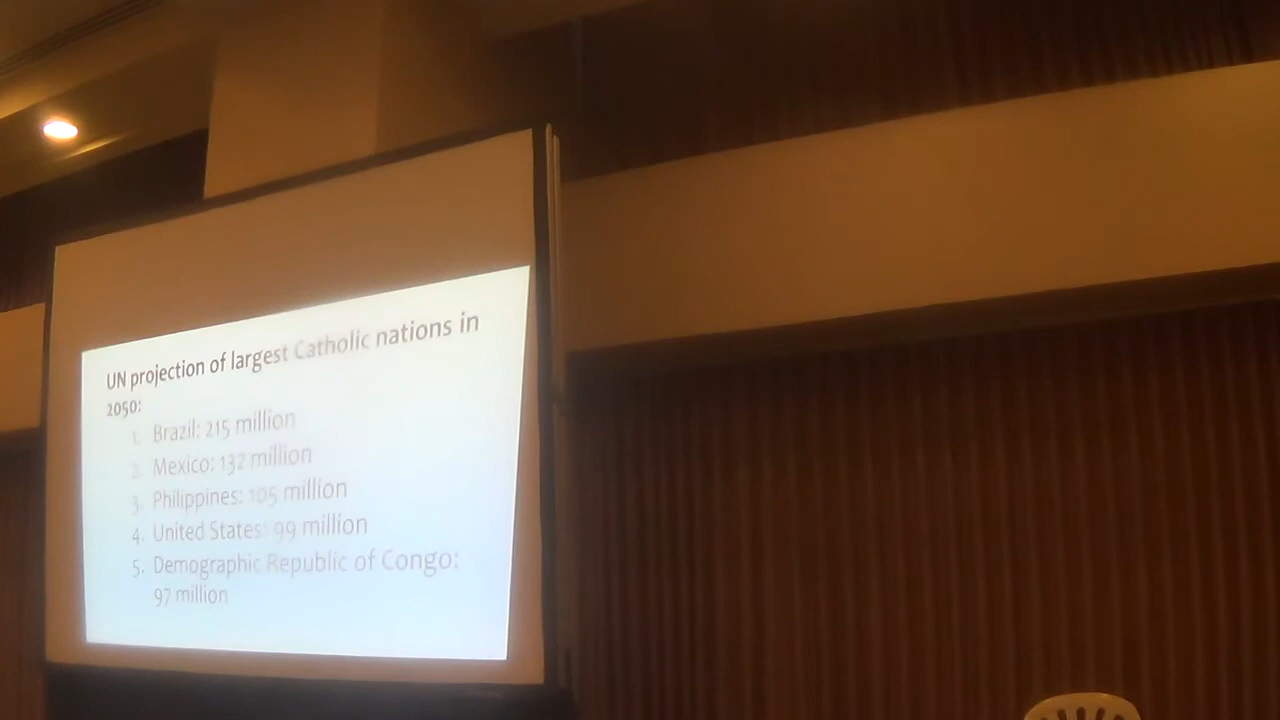 UN projection of largest Catholic nations in
2050:
1. Brazil: 215 million
2. Mexico: 132 million
3. Philippines: 105 million
4. United States: 99 million
5. Demographic Republic of Congo:
97 million